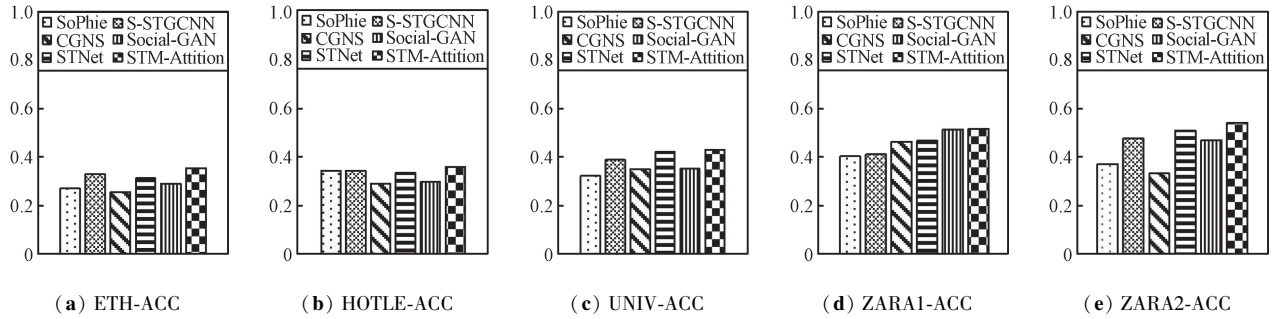 1.0
0.8
0.6
0.4
0.2
0
SoPhie S-STGCNN
CGNS Social-GAN
STNet STM-Attition
(a) ETH-ACC
1.0
0.8
0.6
0.4
0.2
0
SoPhie S-STGCNN
CGNS Social-GAN
STNet STM-Attition
(b) HOTLE-ACC
1.0
0.8
0.6
0.4
0.2
0
SoPhie S-STGCNN
CGNS Social-GAN
STNet STM-Attition
(c) UNIV-ACC
1.0
0.8
0.6
0.4
0.2
0
SoPhie S-STGCNN
CGNS Social-GAN
STNet STM-Attition
(d) ZARA1-ACC
1.0
0.8
0.6
0.4
0.2
0
SoPhie S-STGCNN
CGNS Social-GAN
STNet STM-Attition
(e) ZARA2-ACC